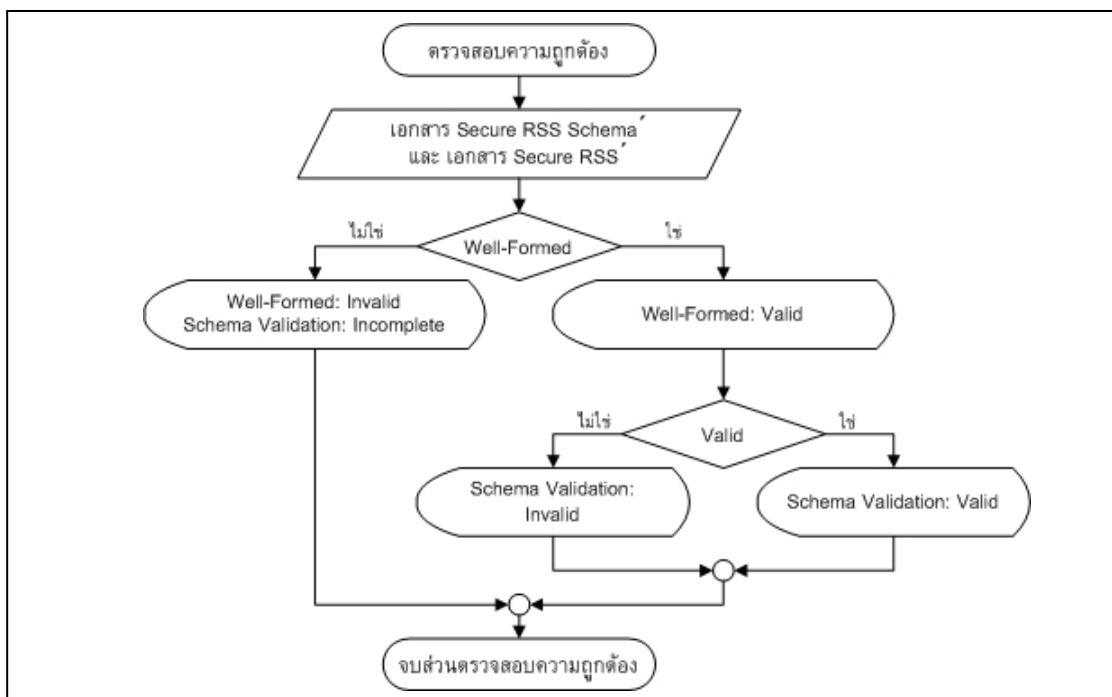 ตรวจสอบความถูกต้อง
เอกสาร Secure RSS Schema´
และ เอกสาร Secure RSS´
ไม่ใช่
Well-Formed
ใช่
Well-Formed: Invalid
Schema Validation: Incomplete
Well-Formed: Valid
ไม่ใช่
Valid
ใช่
Schema Validation:
Invalid
Schema Validation: Valid
จบส่วนตรวจสอบความถูกต้อง